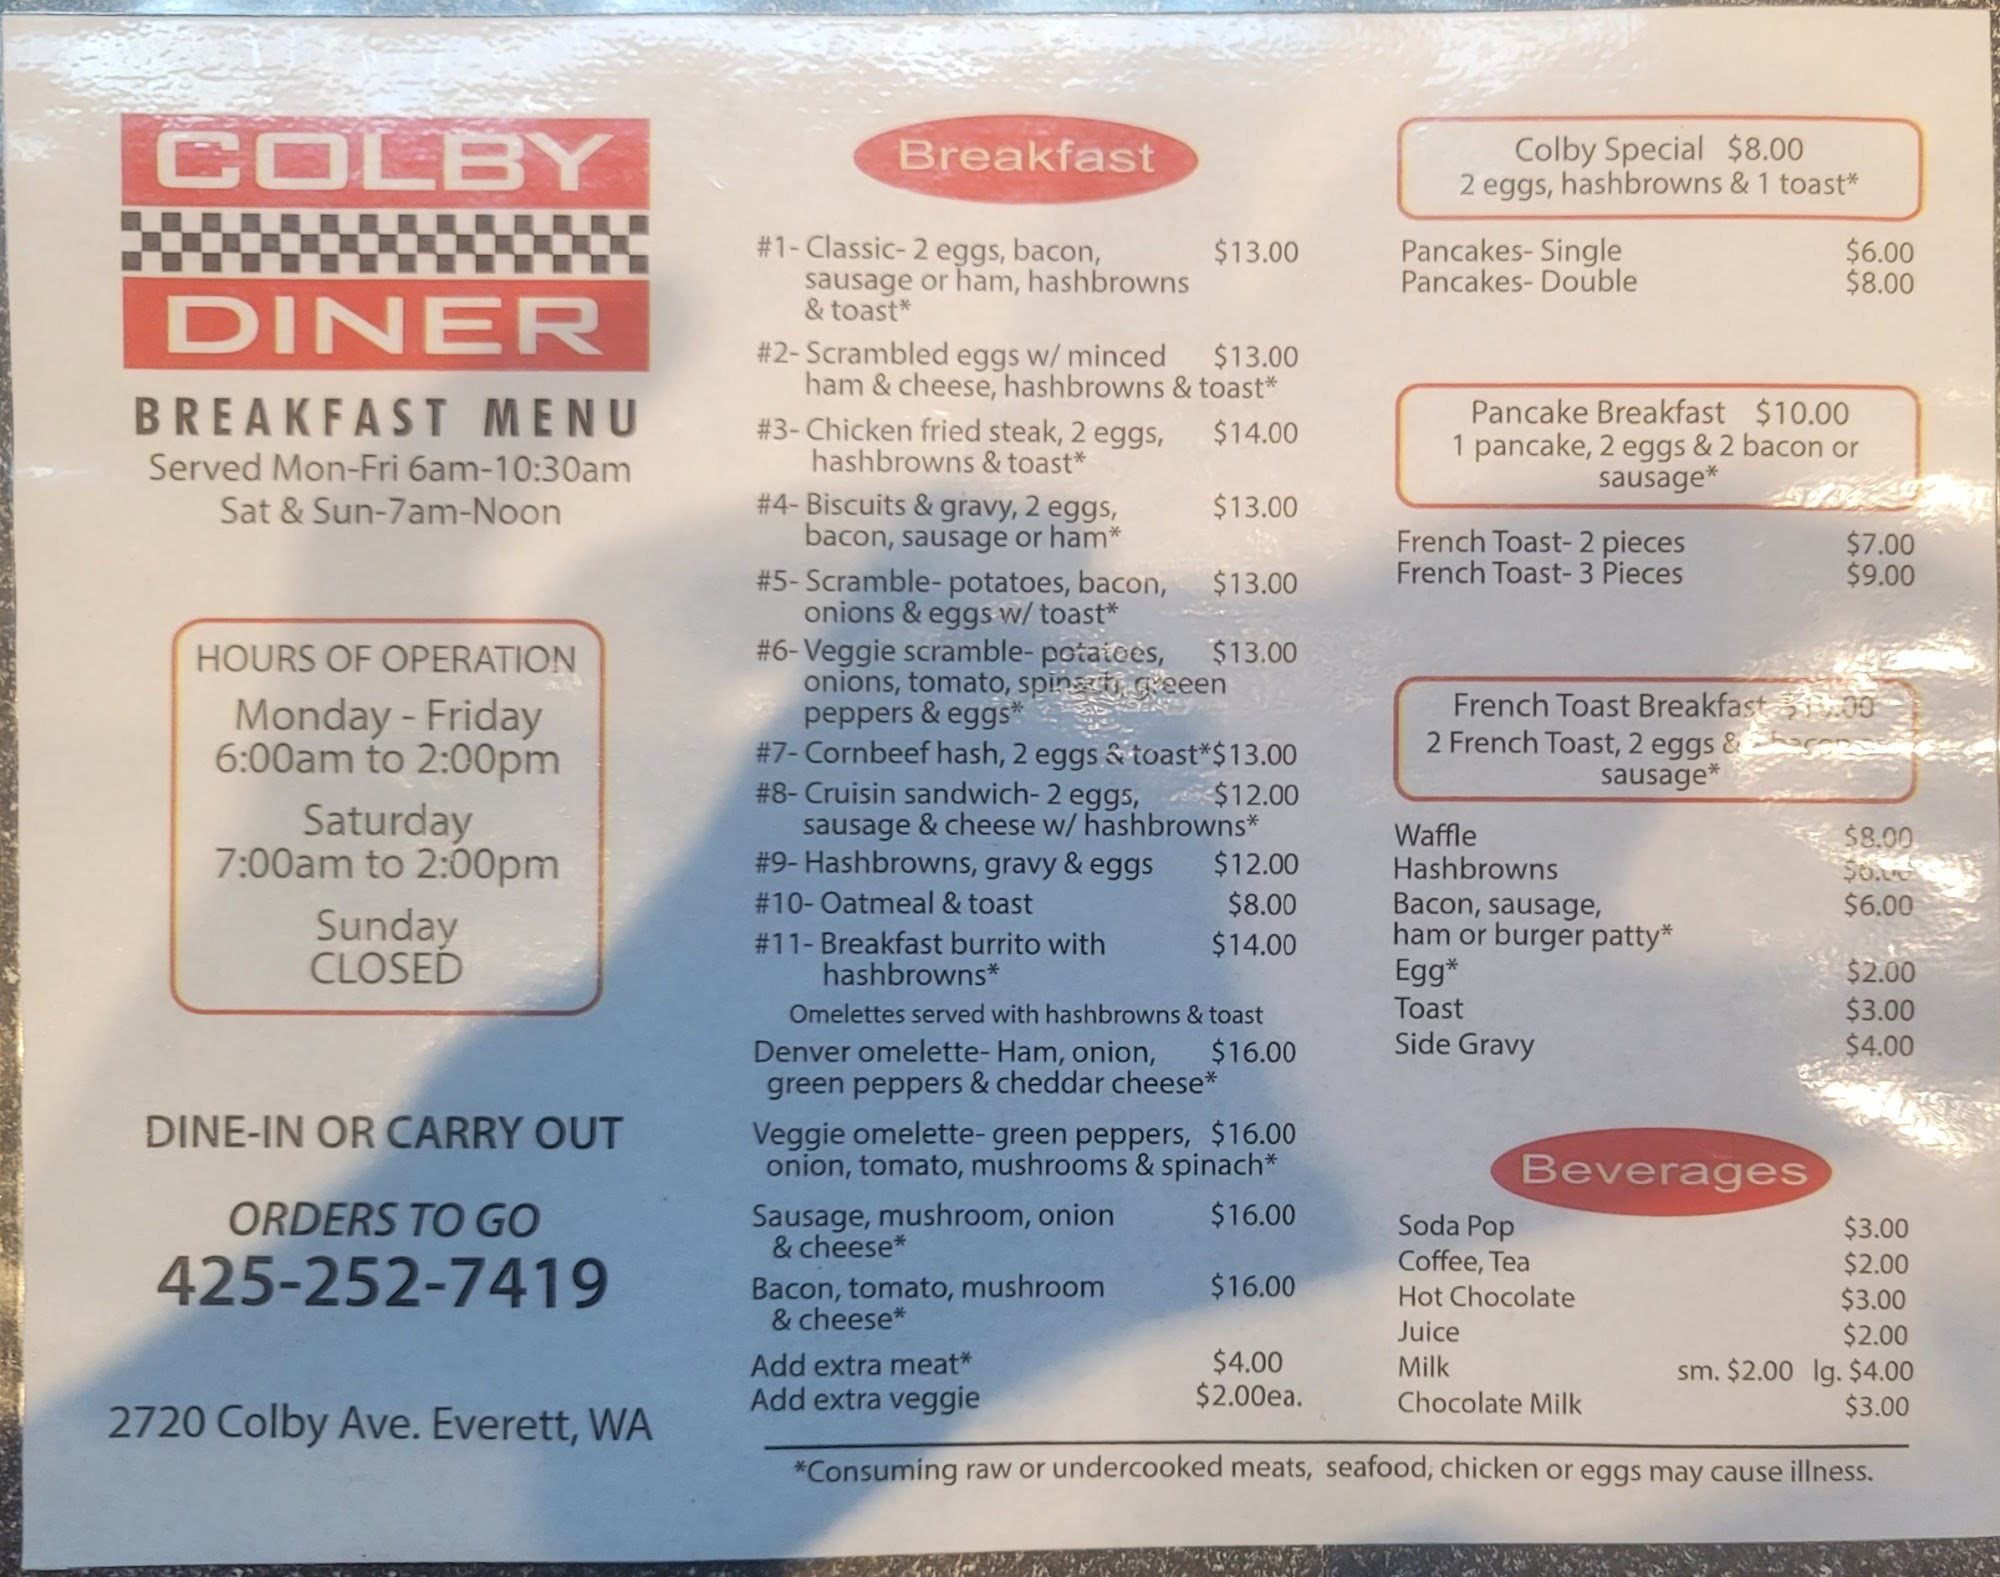 COLBY
DINER
BREAKFAST MENU
Served Mon-Fri 6am-10:30am
Sat & Sun-7am-Noon
HOURS OF OPERATION
Monday - Friday
6:00am to 2:00pm
Saturday
7:00am to 2:00pm
Sunday
CLOSED
DINE-IN OR CARRY OUT
ORDERS TO GO
425-252-7419
2720 Colby Ave. Everett, WA
Breakfast
#1- Classic- 2 eggs, bacon, $13.00
sausage or ham, hashbrowns
& toast*
#2- Scrambled eggs w/ minced $13.00
ham & cheese, hashbrowns & toast*
#3- Chicken fried steak, 2 eggs, $14.00
hashbrowns & toast*
#4- Biscuits & gravy, 2 eggs, $13.00
bacon, sausage or ham*
#5- Scramble- potatoes, bacon, $13.00
onions & eggs w/ toast*
#6- Veggie scramble- potatoes, $13.00
onions, tomato, spinach, greeen
peppers & eggs*
#7- Cornbeef hash, 2 eggs & toast* $13.00
#8- Cruisin sandwich- 2 eggs, $12.00
sausage & cheese w/ hashbrowns*
#9- Hashbrowns, gravy & eggs $12.00
#10- Oatmeal & toast $8.00
#11- Breakfast burrito with $14.00
hashbrowns*
Omelettes served with hashbrowns & toast
Denver omelette- Ham, onion, $16.00
green peppers & cheddar cheese*
Veggie omelette- green peppers, $16.00
onion, tomato, mushrooms & spinach*
Sausage, mushroom, onion $16.00
& cheese*
Bacon, tomato, mushroom $16.00
& cheese*
Add extra meat* $4.00
Add extra veggie $2.00ea.
Colby Special $8.00
2 eggs, hashbrowns & 1 toast*
Pancakes- Single $6.00
Pancakes- Double $8.00
Pancake Breakfast $10.00
1 pancake, 2 eggs & 2 bacon or
sausage*
French Toast- 2 pieces $7.00
French Toast- 3 Pieces $9.00
French Toast Breakfast
2 French Toast, 2 eggs &
sausage*
Waffle $8.00
Hashbrowns
Bacon, sausage, $6.00
ham or burger patty*
Egg* $2.00
Toast $3.00
Side Gravy $4.00
Beverages
Soda Pop $3.00
Coffee, Tea $2.00
Hot Chocolate $3.00
Juice $2.00
Milk sm. $2.00 lg. $4.00
Chocolate Milk $3.00
*Consuming raw or undercooked meats, seafood, chicken or eggs may cause illness.